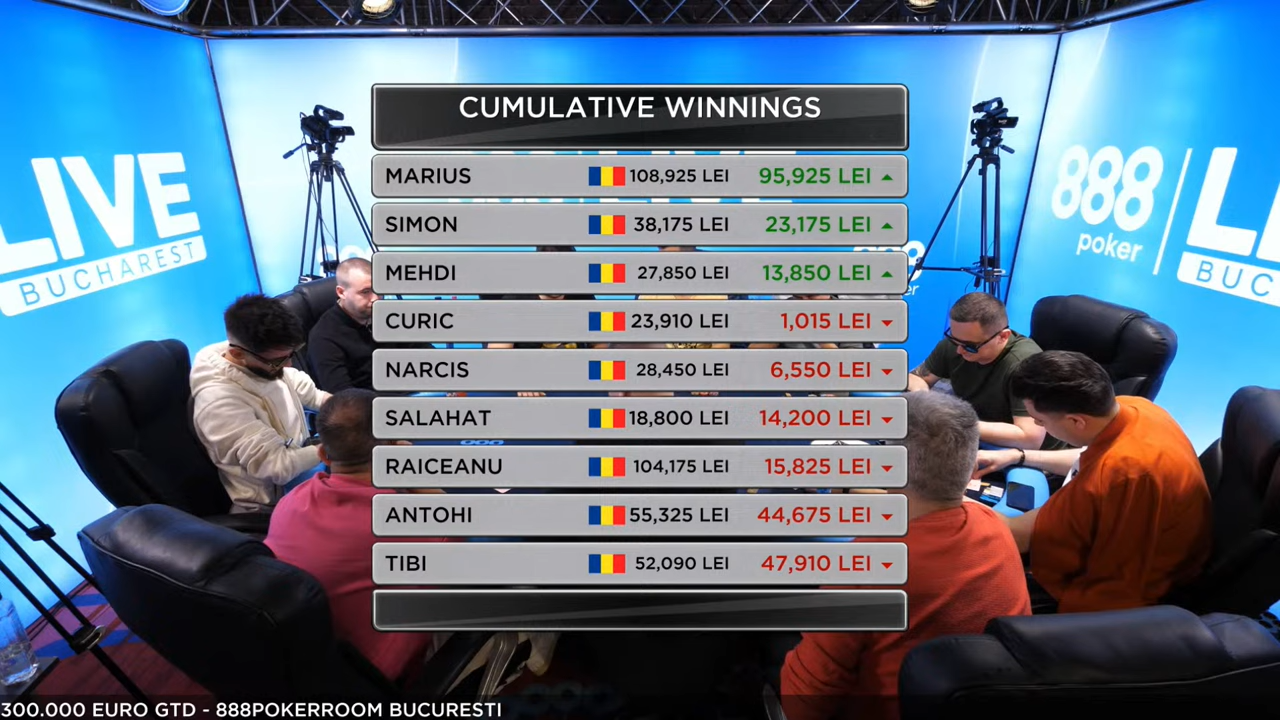 CUMULATIVE WINNINGS
MARIUS 108,925 LEI 95,925 LEI
SIMON 38,175 LEI 23,175 LEI
MEHDI 27,850 LEI 13,850 LEI
CURIC 23,910 LEI 1,015 LEI
NARCIS 28,450 LEI 6,550 LEI
SALAHAT 18,800 LEI 14,200 LEI
RAICEANU 104,175 LEI 15,825 LEI
ANTOHI 55,325 LEI 44,675 LEI
TIBI 52,090 LEI 47,910 LEI
LIVE
BUCHAREST
888
poker
300.000 EURO GTD - 888POKERROOM BUCURESTI